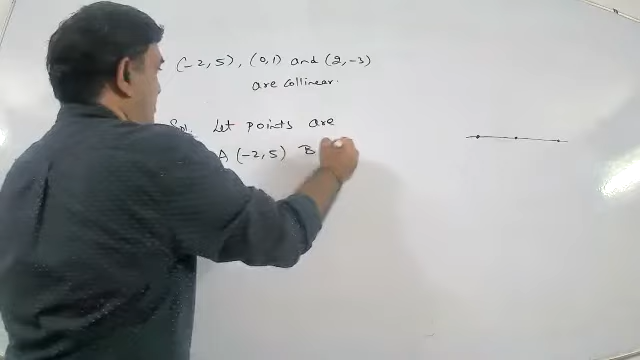 (-2,5), (0,1) and (2,-3)
are collinear.
Sol. Let points are
A (-2,5) B